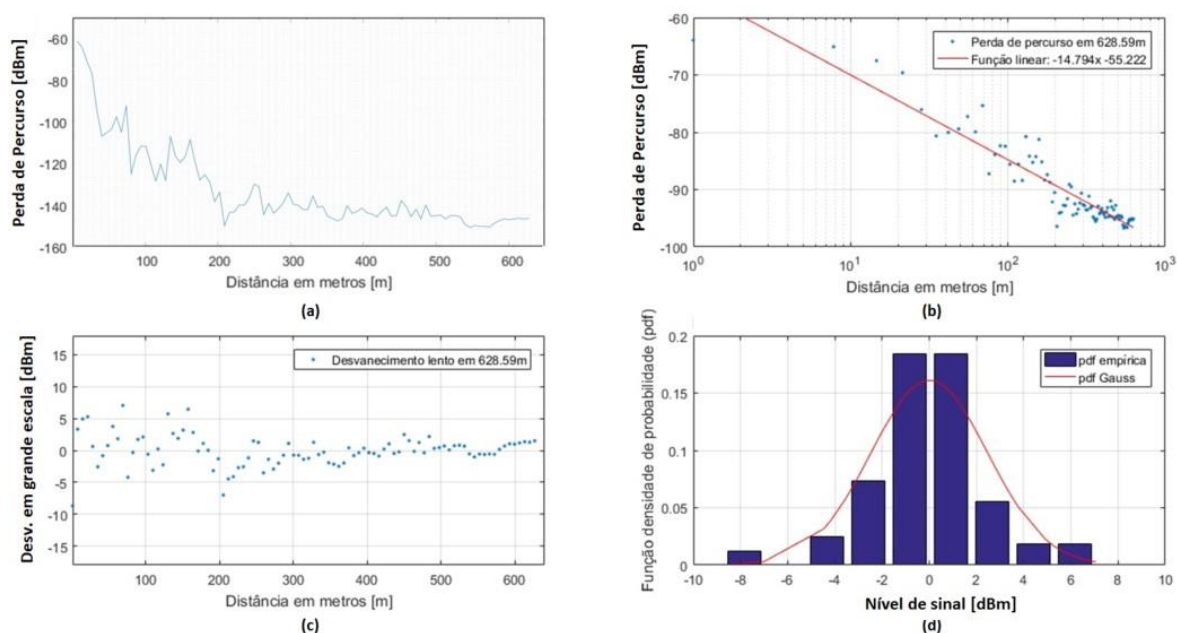 Perda de Percurso [dBm]
-60
-80
-100
-120
-140
-160
100
200
300
400
500
600
Distância em metros [m]
(a)
Perda de Percurso [dBm]
-60
-70
-80
-90
-100
Perda de percurso em 628.59m
Função linear: -14.794x -55.222
10^0
10^1
10^2
10^3
Distância em metros [m]
(b)
Desv. em grande escala [dBm]
15
10
5
0
-5
-10
-15
Desvanecimento lento em 628.59m
100
200
300
400
500
600
Distância em metros [m]
(c)
Função densidade de probabilidade (pdf)
0.2
0.15
0.1
0.05
0
pdf empírica
pdf Gauss
-10
-8
-6
-4
-2
0
2
4
6
8
10
Nível de sinal [dBm]
(d)